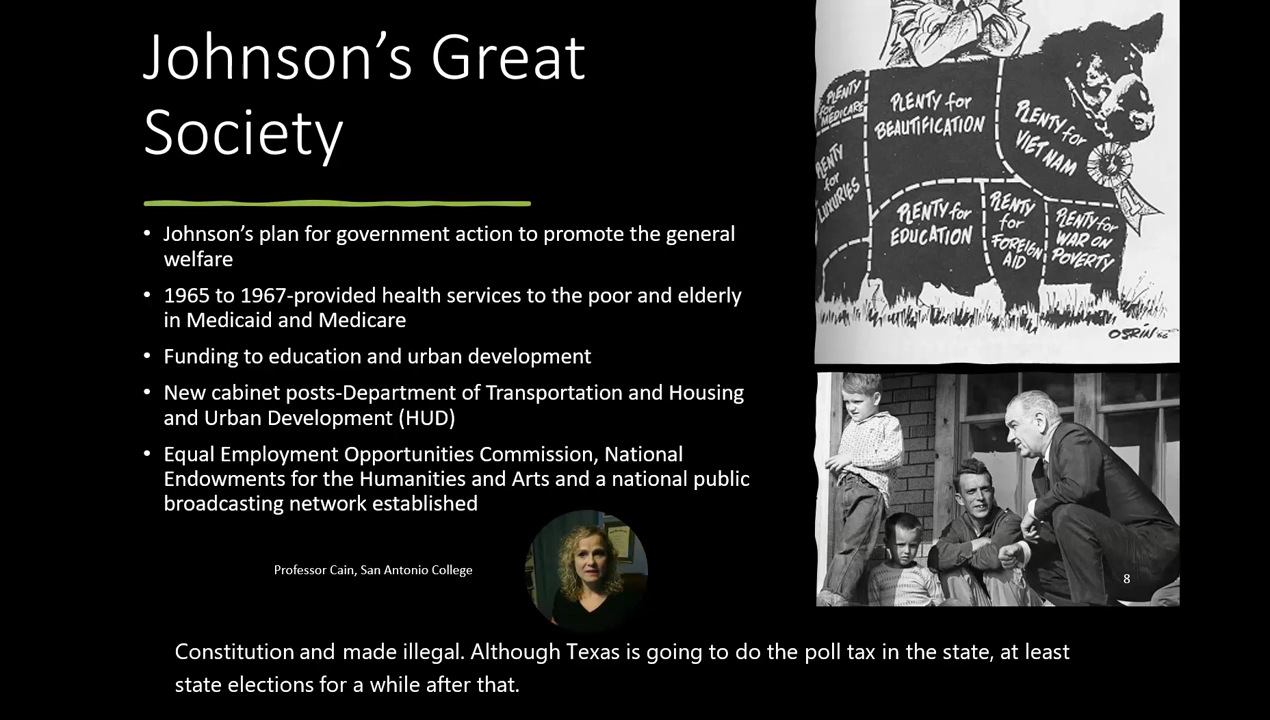 Johnson's Great
Society
• Johnson's plan for government action to promote the general
welfare
• 1965 to 1967-provided health services to the poor and elderly
in Medicaid and Medicare
• Funding to education and urban development
• New cabinet posts-Department of Transportation and Housing
and Urban Development (HUD)
• Equal Employment Opportunities Commission, National
Endowments for the Humanities and Arts and a national public
broadcasting network established
Professor Cain, San Antonio College
PLENTY
for
MEDICARE
PLENTY for
BEAUTIFICATION
PLENTY for
VIET NAM
PLENTY
for
LUXURIES
PLENTY for
EDUCATION
PLENTY
for
FOREIGN
AID
PLENTY for
WAR ON
POVERTY
OSRIN 66
8
Constitution and made illegal. Although Texas is going to do the poll tax in the state, at least
state elections for a while after that.